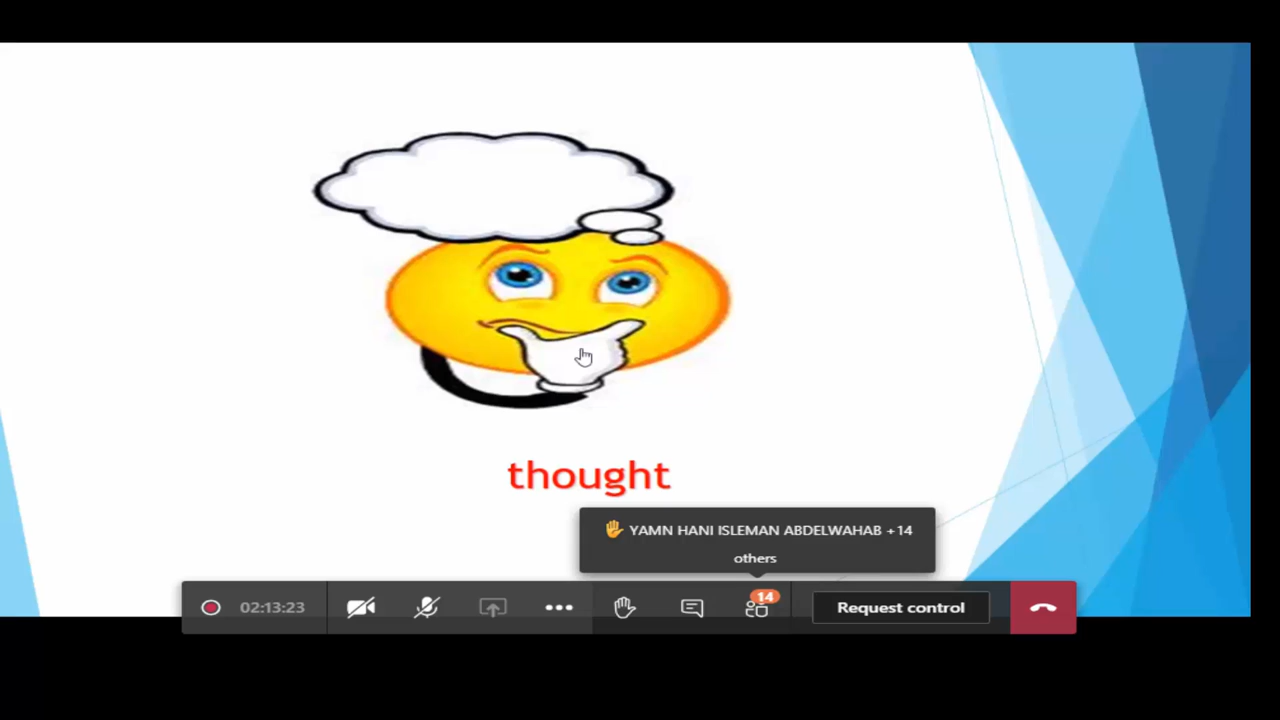 thought
YAMN HANI ISLEMAN ABDELWAHAB +14
others
02:13:23
14
Request control